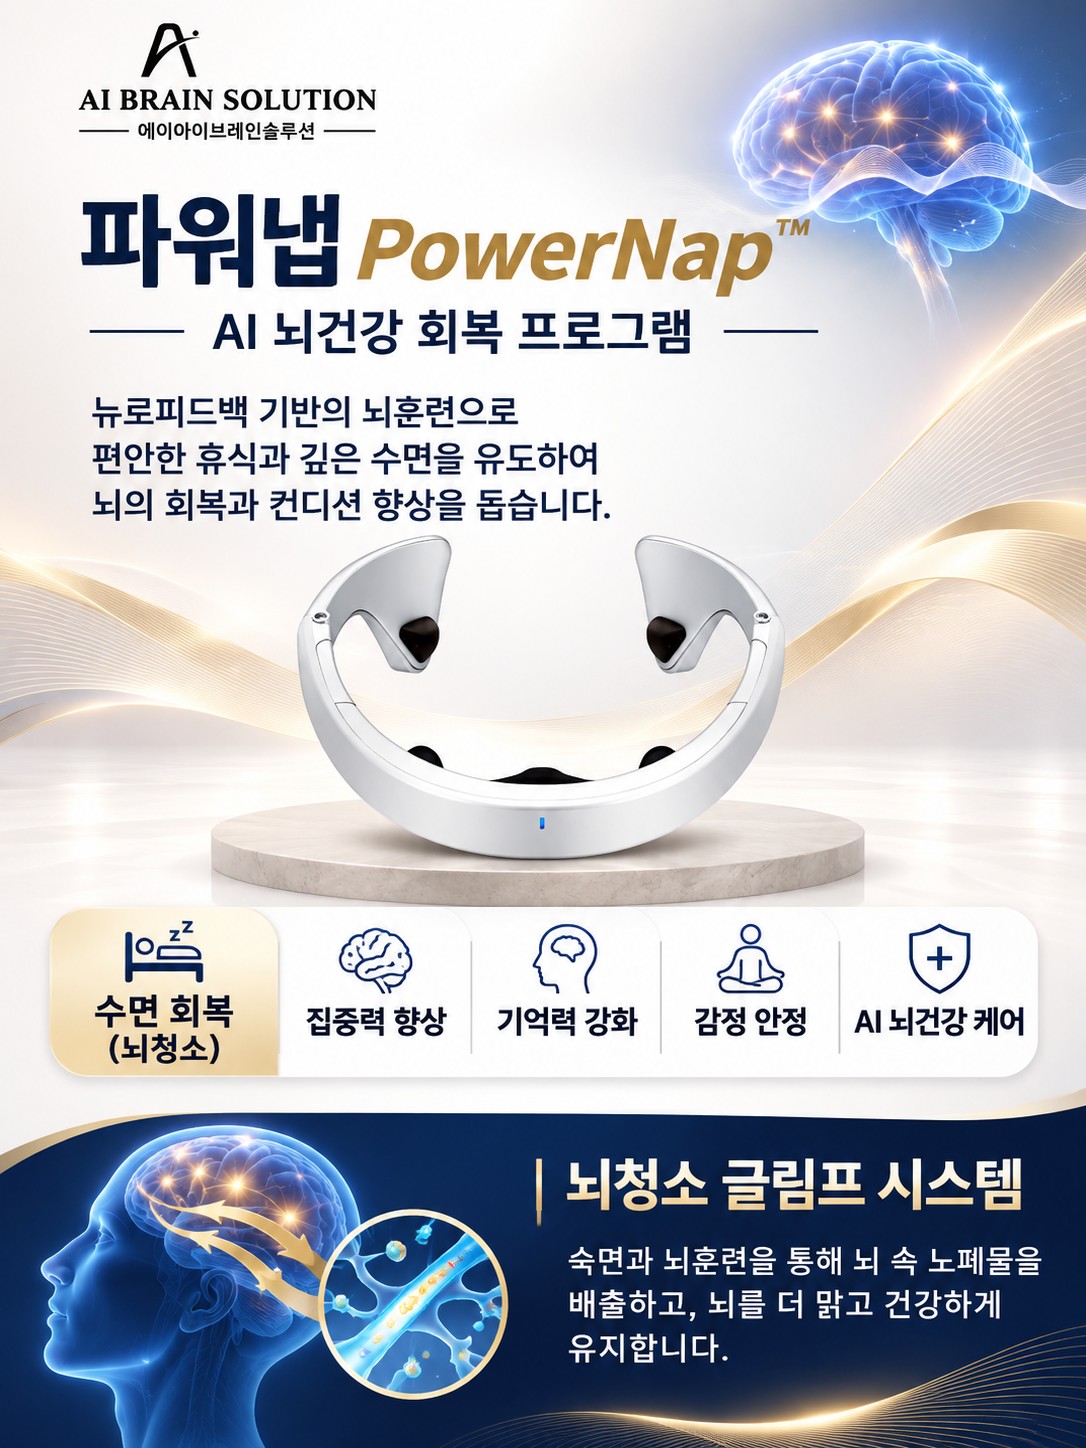 AI BRAIN SOLUTION
에이아이브레인솔루션
파워냅 PowerNap™
AI 뇌건강 회복 프로그램
뉴로피드백 기반의 뇌훈련으로
편안한 휴식과 깊은 수면을 유도하여
뇌의 회복과 컨디션 향상을 돕습니다.
zzz
수면 회복
(뇌청소)
집중력 향상
기억력 강화
감정 안정
AI 뇌건강 케어
뇌청소 글림프 시스템
숙면과 뇌훈련을 통해 뇌 속 노폐물을
배출하고, 뇌를 더 맑고 건강하게
유지합니다.